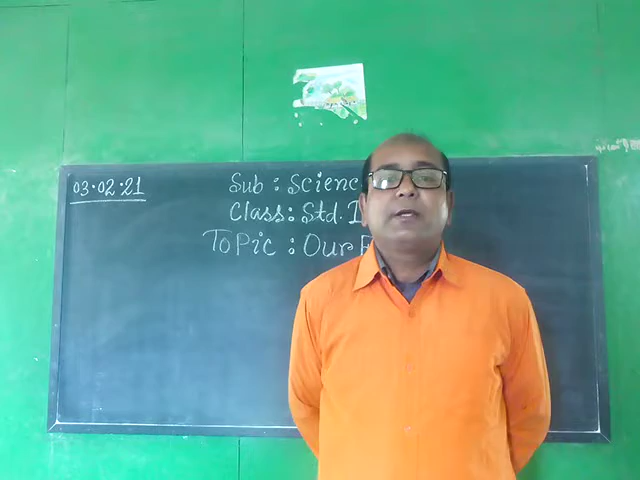 03.02.21
Sub : Scienc
Class : Std. I
Topic : Our